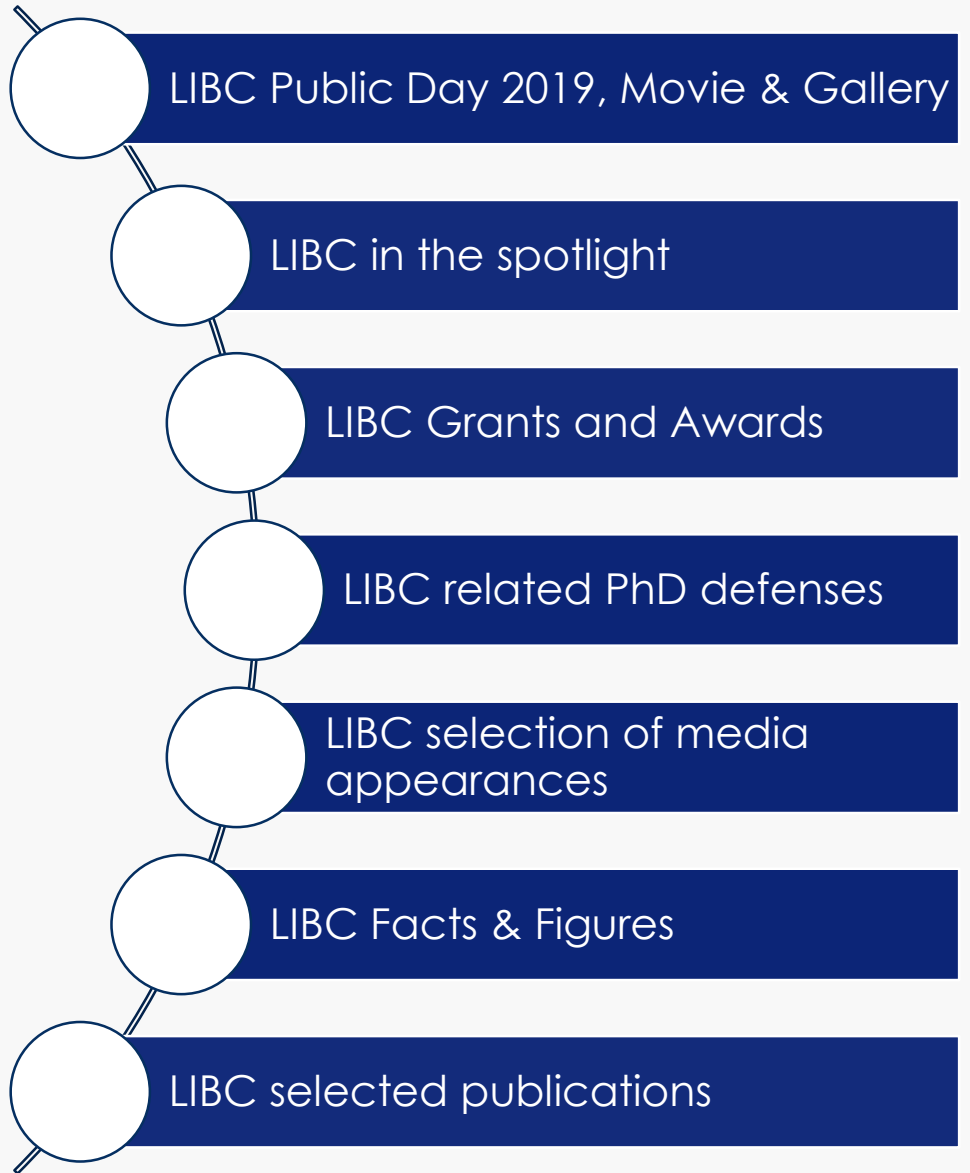 LIBC Public Day 2019, Movie & Gallery
LIBC in the spotlight
LIBC Grants and Awards
LIBC related PhD defenses
LIBC selection of media
appearances
LIBC Facts & Figures
LIBC selected publications